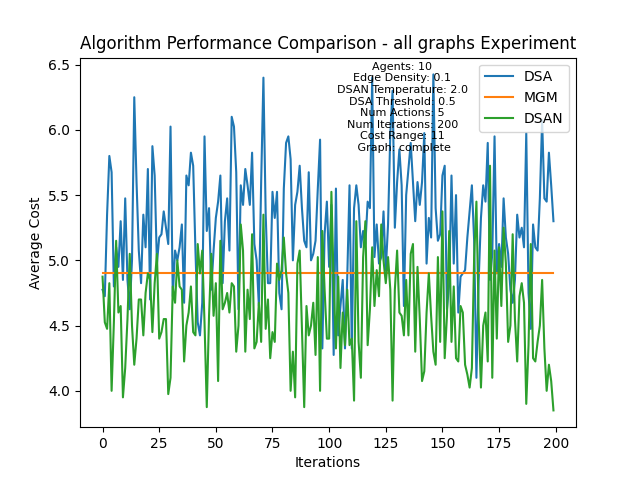 Algorithm Performance Comparison - all graphs Experiment
6.5
6.0
5.5
5.0
4.5
4.0
Average Cost
Agents: 10
Edge Density: 0.1
DSAN Temperature: 2.0
DSA Threshold: 0.5
Num Actions: 5
Num Iterations: 200
Cost Range: 11
Graph: complete
DSA
MGM
DSAN
0
25
50
75
100
125
150
175
200
Iterations